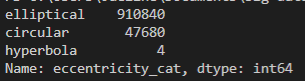 elliptical    910840
circular       47680
hyperbola          4
Name: eccentricity_cat, dtype: int64